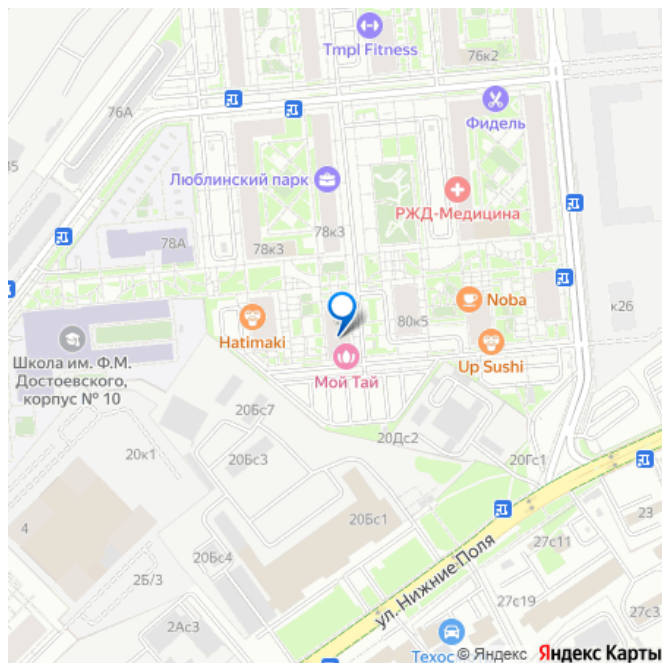 Tmpl Fitness
76к2
76А
Фидель
35
Люблинский парк
РЖД-Медицина
78А
78к3
78к3
Noba
к26
Hatimaki
80к5
Up Sushi
Школа им. Ф.М.
Достоевского,
корпус № 10
Мой Тай
20Бс7
20Дс2
20к1
20Бс3
20Гс1
4
20Бс1
23
20Бс4
27с11
2Б/3
ул. Нижние Поля
27с19
27с3
2Ас3
Техос
© Яндекс Яндекс Карты